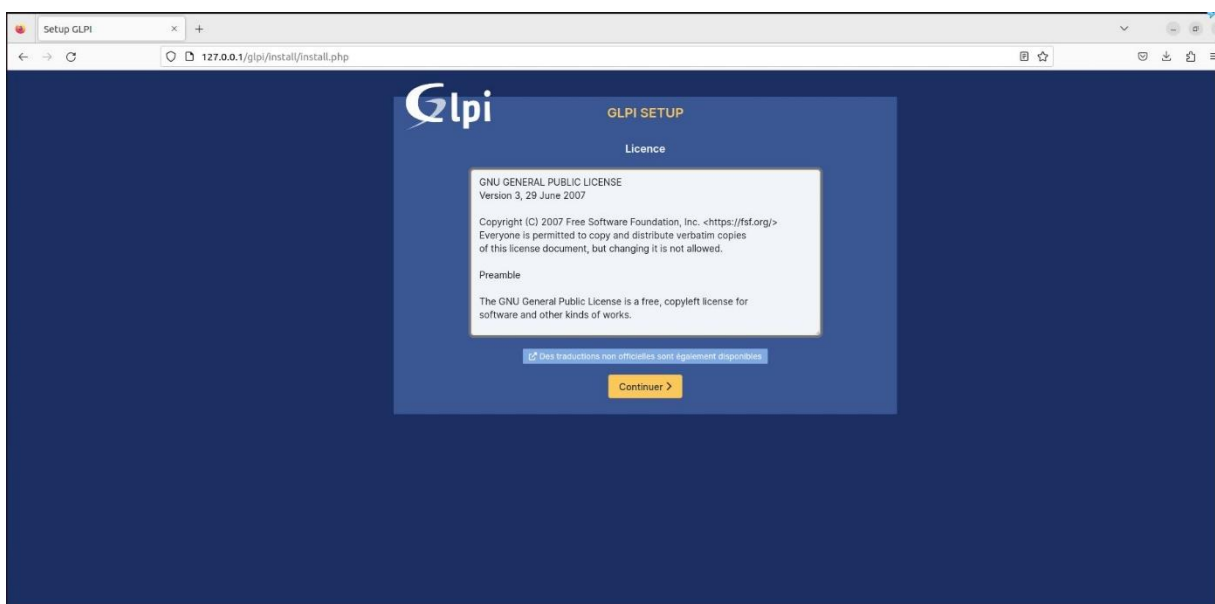 Setup GLPI
127.0.0.1/glpi/install/install.php
Glpi
GLPI SETUP
Licence
GNU GENERAL PUBLIC LICENSE
Version 3, 29 June 2007
Copyright (C) 2007 Free Software Foundation, Inc. <https://fsf.org/>
Everyone is permitted to copy and distribute verbatim copies
of this license document, but changing it is not allowed.
Preamble
The GNU General Public License is a free, copyleft license for
software and other kinds of works.
Des traductions non officielles sont également disponibles
Continuer